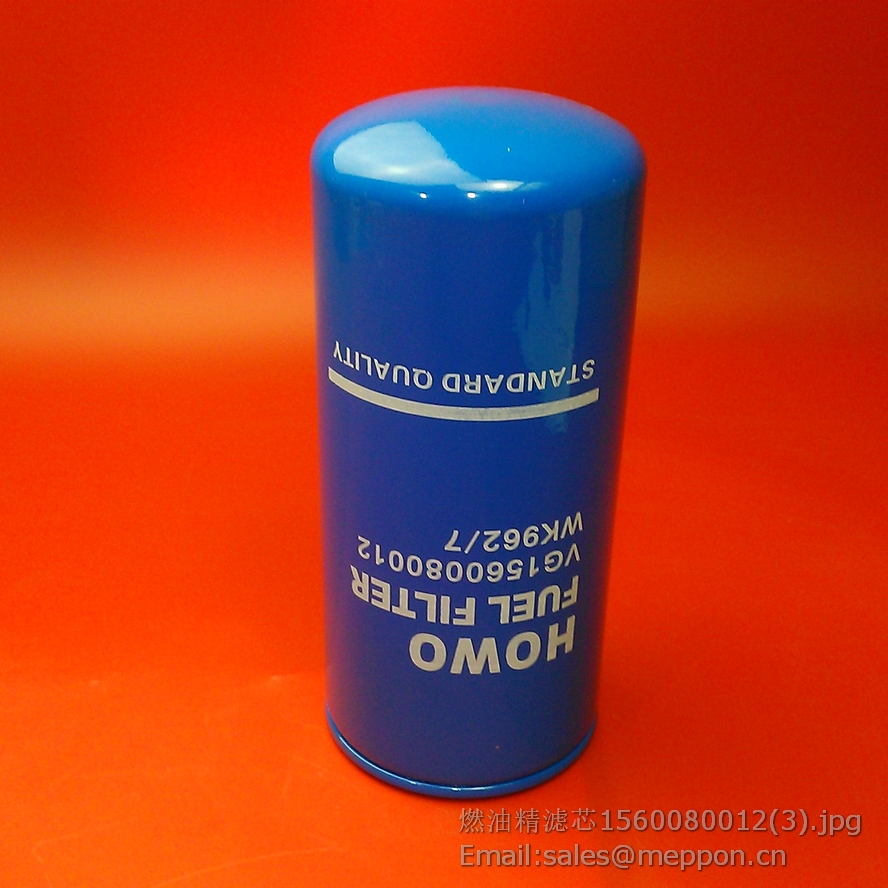 HOWO
FUEL FILTER
VG1560080012
WK962/7
STANDARD QUALITY
燃油精滤芯1560080012(3).jpg
Email:sales@meppon.cn